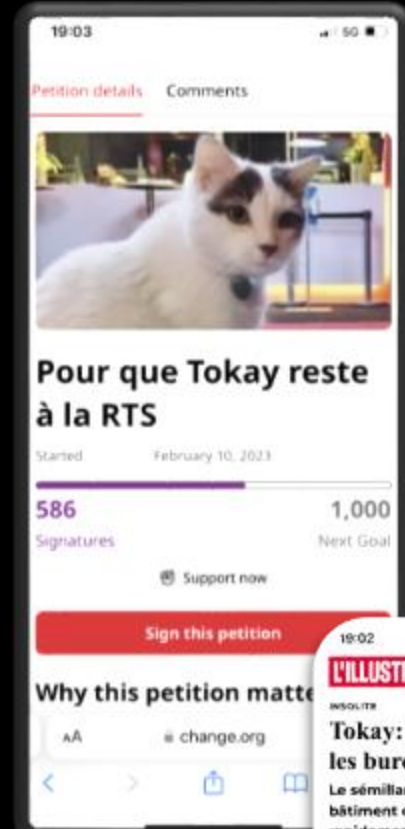 19:03
5G
Petition details Comments
Pour que Tokay reste
à la RTS
Started February 10, 2023
586 1,000
Signatures Next Goal
Support now
Sign this petition
Why this petition matte
AA change.org
19:02
L'ILLUST
INSOLITE
Tokay:
les bure
Le sémillan
bâtiment